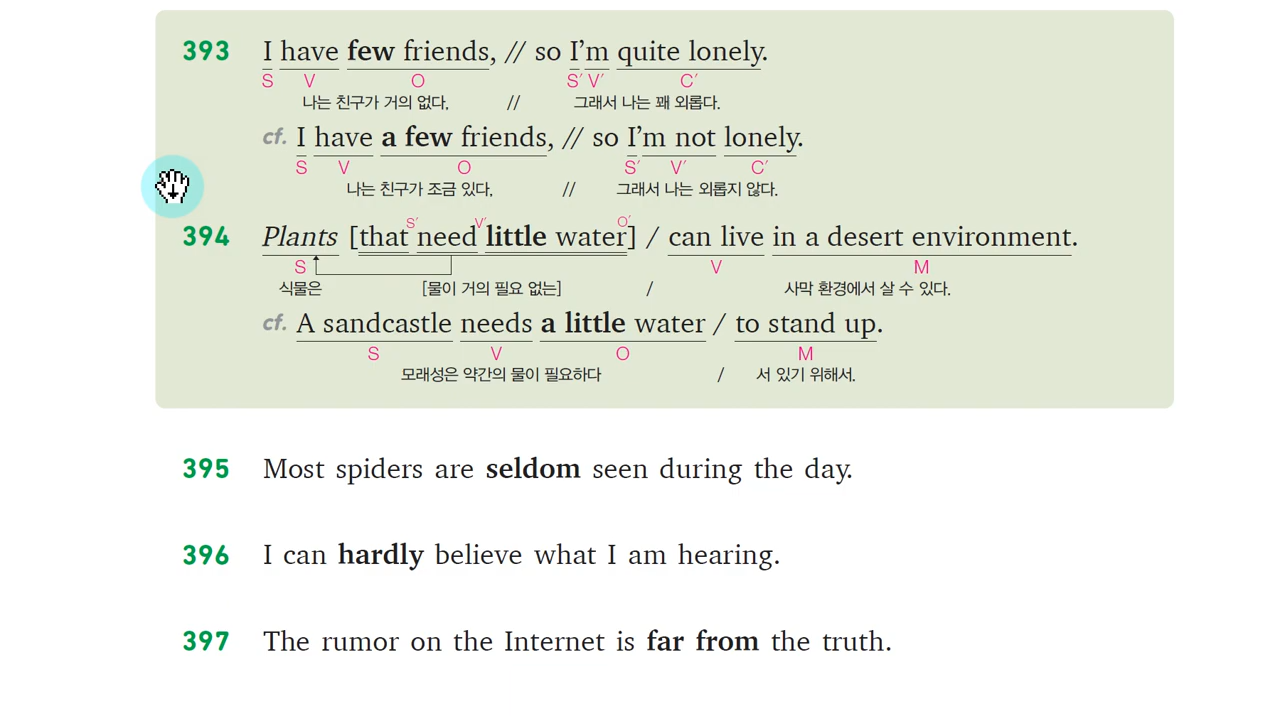 393 I have few friends, // so I’m quite lonely.
S V O S′ V′ C′
나는 친구가 거의 없다, // 그래서 나는 꽤 외롭다.
cf. I have a few friends, // so I’m not lonely.
S V O S′ V′ C′
나는 친구가 조금 있다, // 그래서 나는 외롭지 않다.
S′ V′ O′
394 Plants [that need little water] / can live in a desert environment.
S V M
식물은 [물이 거의 필요 없는] / 사막 환경에서 살 수 있다.
cf. A sandcastle needs a little water / to stand up.
S V O M
모래성은 약간의 물이 필요하다 / 서 있기 위해서.
395 Most spiders are seldom seen during the day.
396 I can hardly believe what I am hearing.
397 The rumor on the Internet is far from the truth.